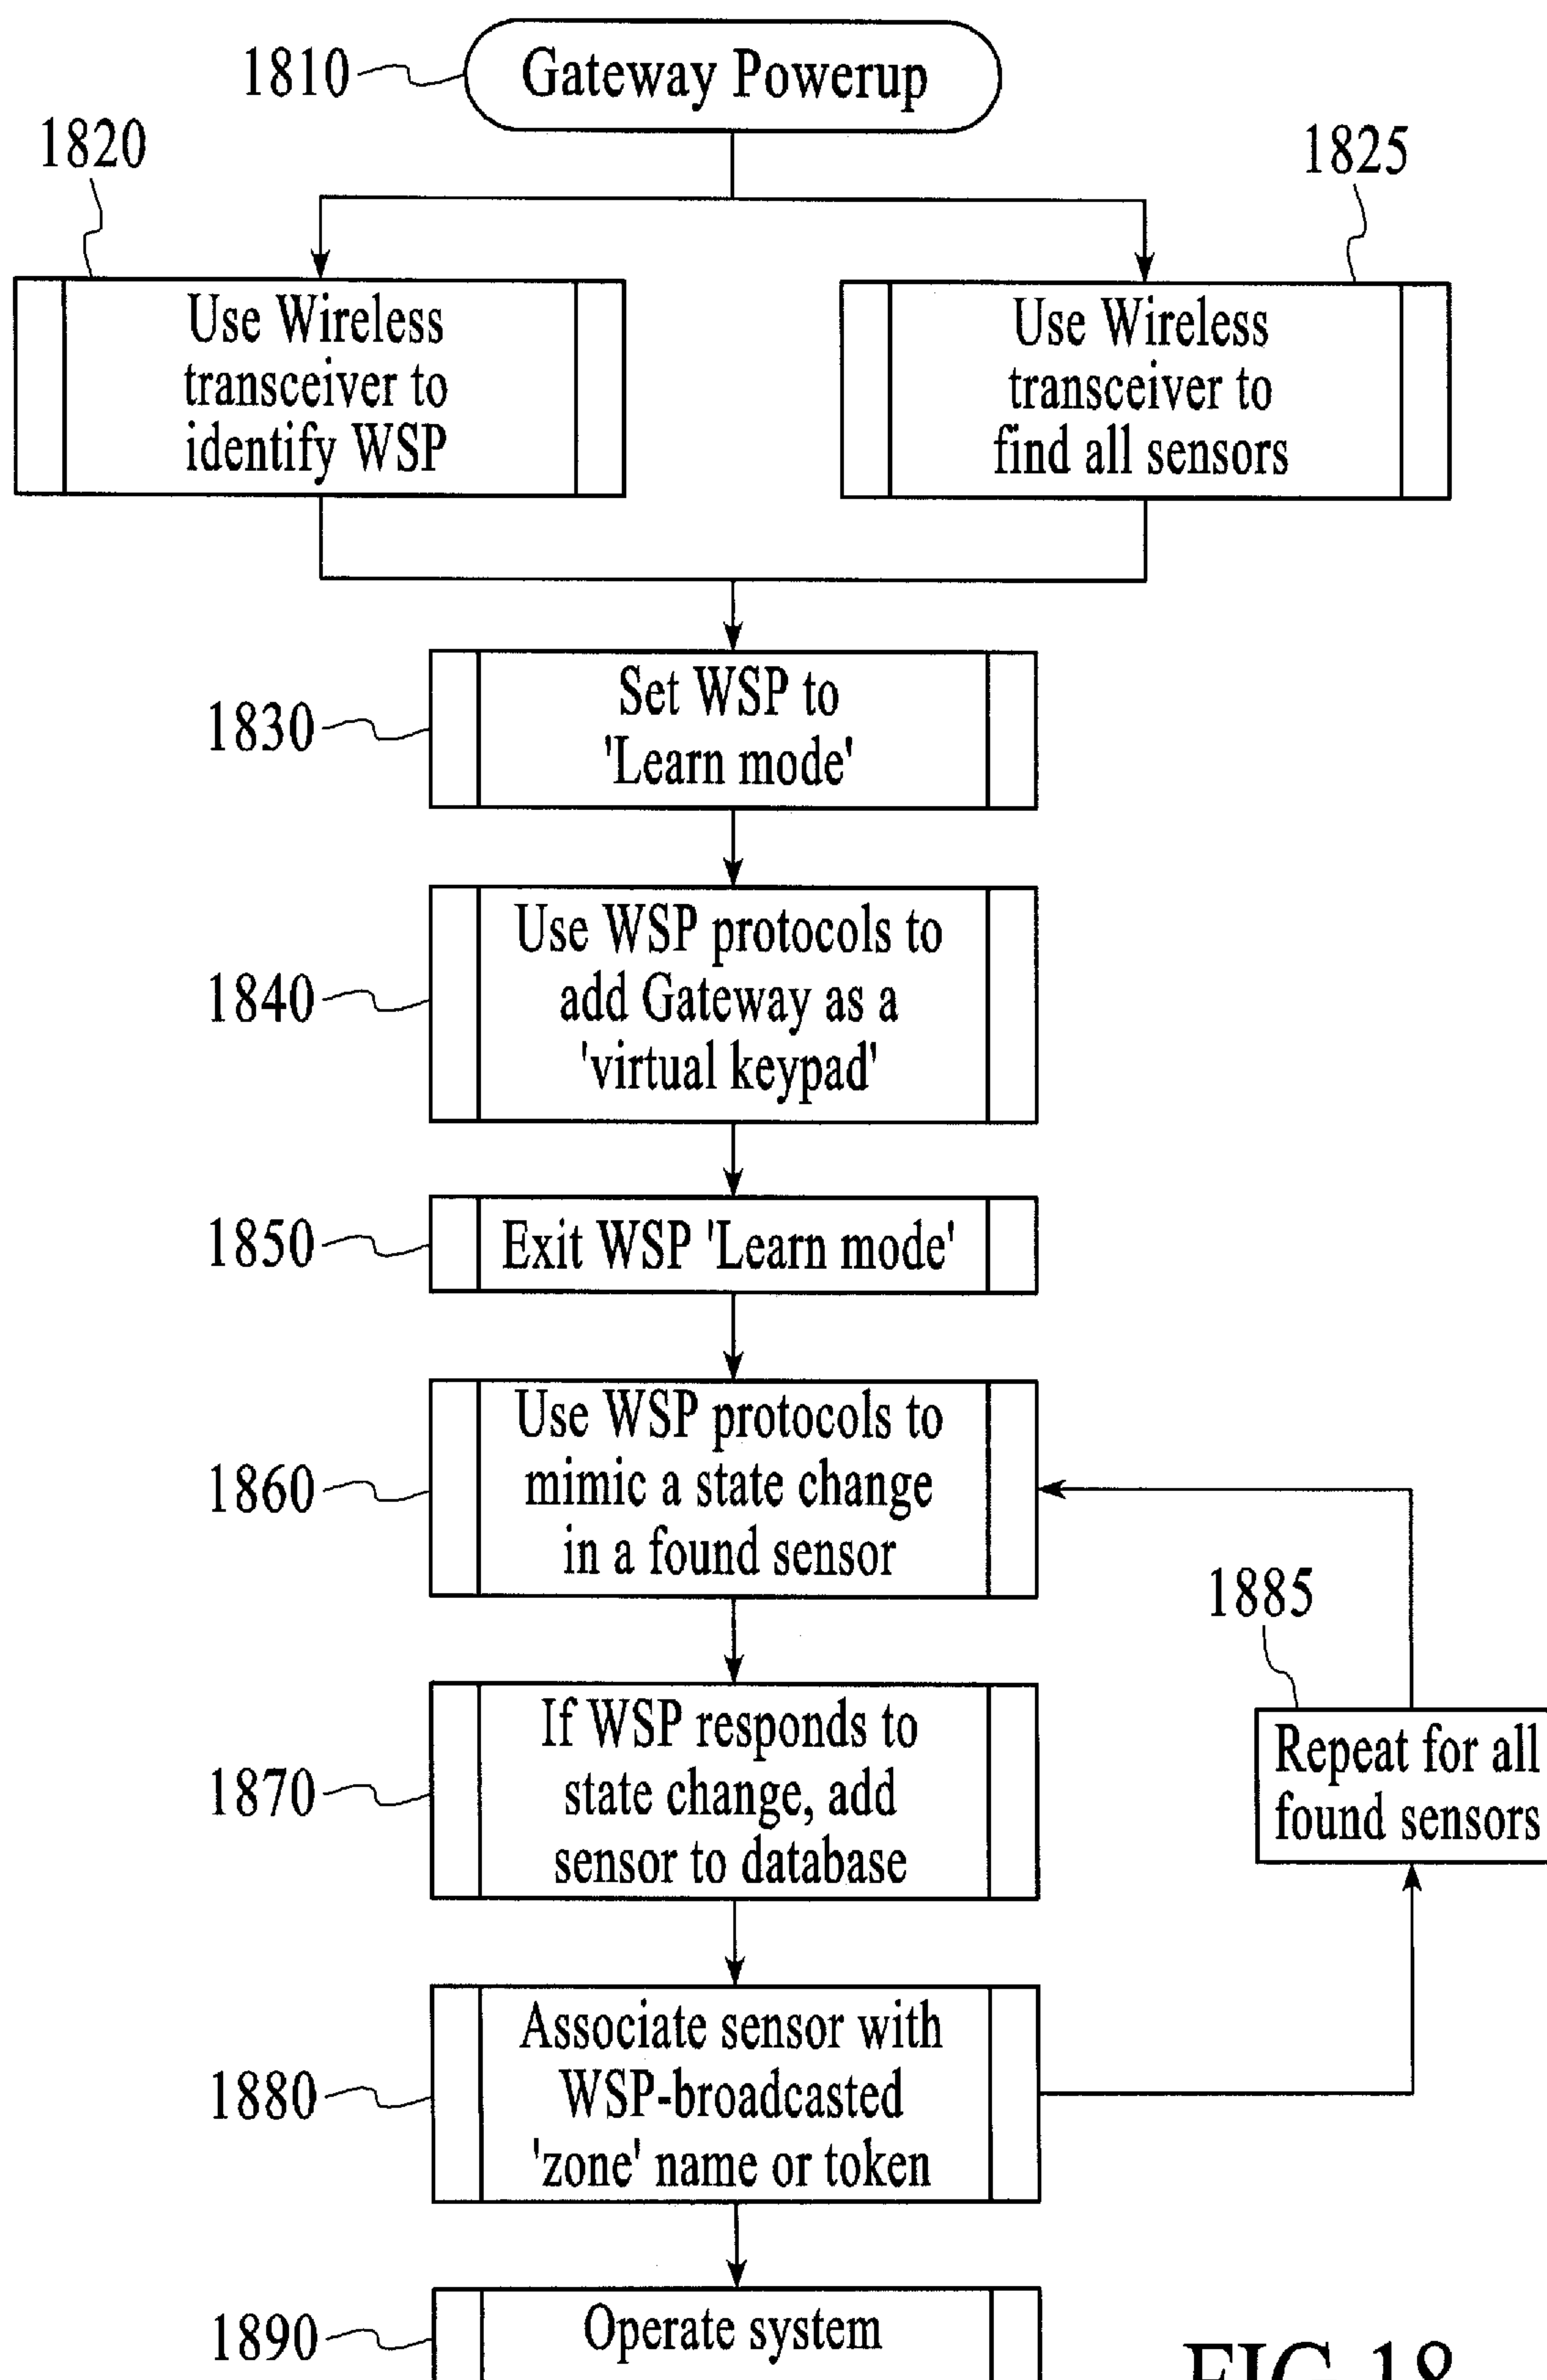 1810
Gateway Powerup
1820
1825
Use Wireless
transceiver to
identify WSP
Use Wireless
transceiver to
find all sensors
1830
Set WSP to
'Learn mode'
1840
Use WSP protocols to
add Gateway as a
'virtual keypad'
1850
Exit WSP 'Learn mode'
1860
Use WSP protocols to
mimic a state change
in a found sensor
1885
Repeat for all
found sensors
1870
If WSP responds to
state change, add
sensor to database
1880
Associate sensor with
WSP-broadcasted
'zone' name or token
1890
Operate system
FIG.18